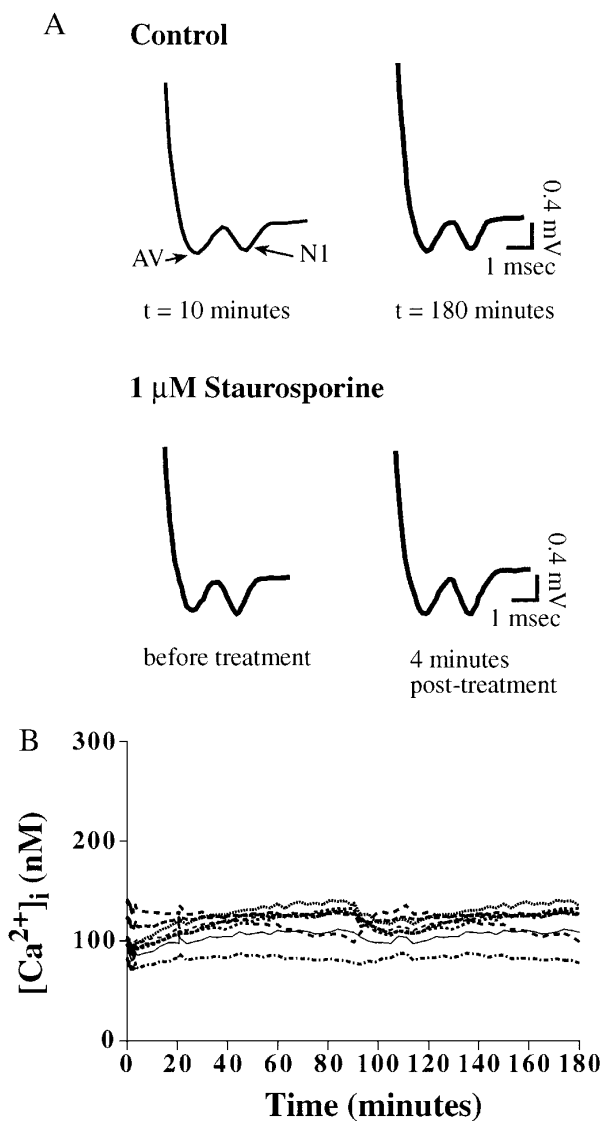 A
Control
AV
N1
0.4 mV
1 msec
t = 10 minutes
t = 180 minutes
1 μM Staurosporine
0.4 mV
1 msec
before treatment
4 minutes
post-treatment
B
300
200
100
0
[Ca2+]i (nM)
0 20 40 60 80 100 120 140 160 180
Time (minutes)